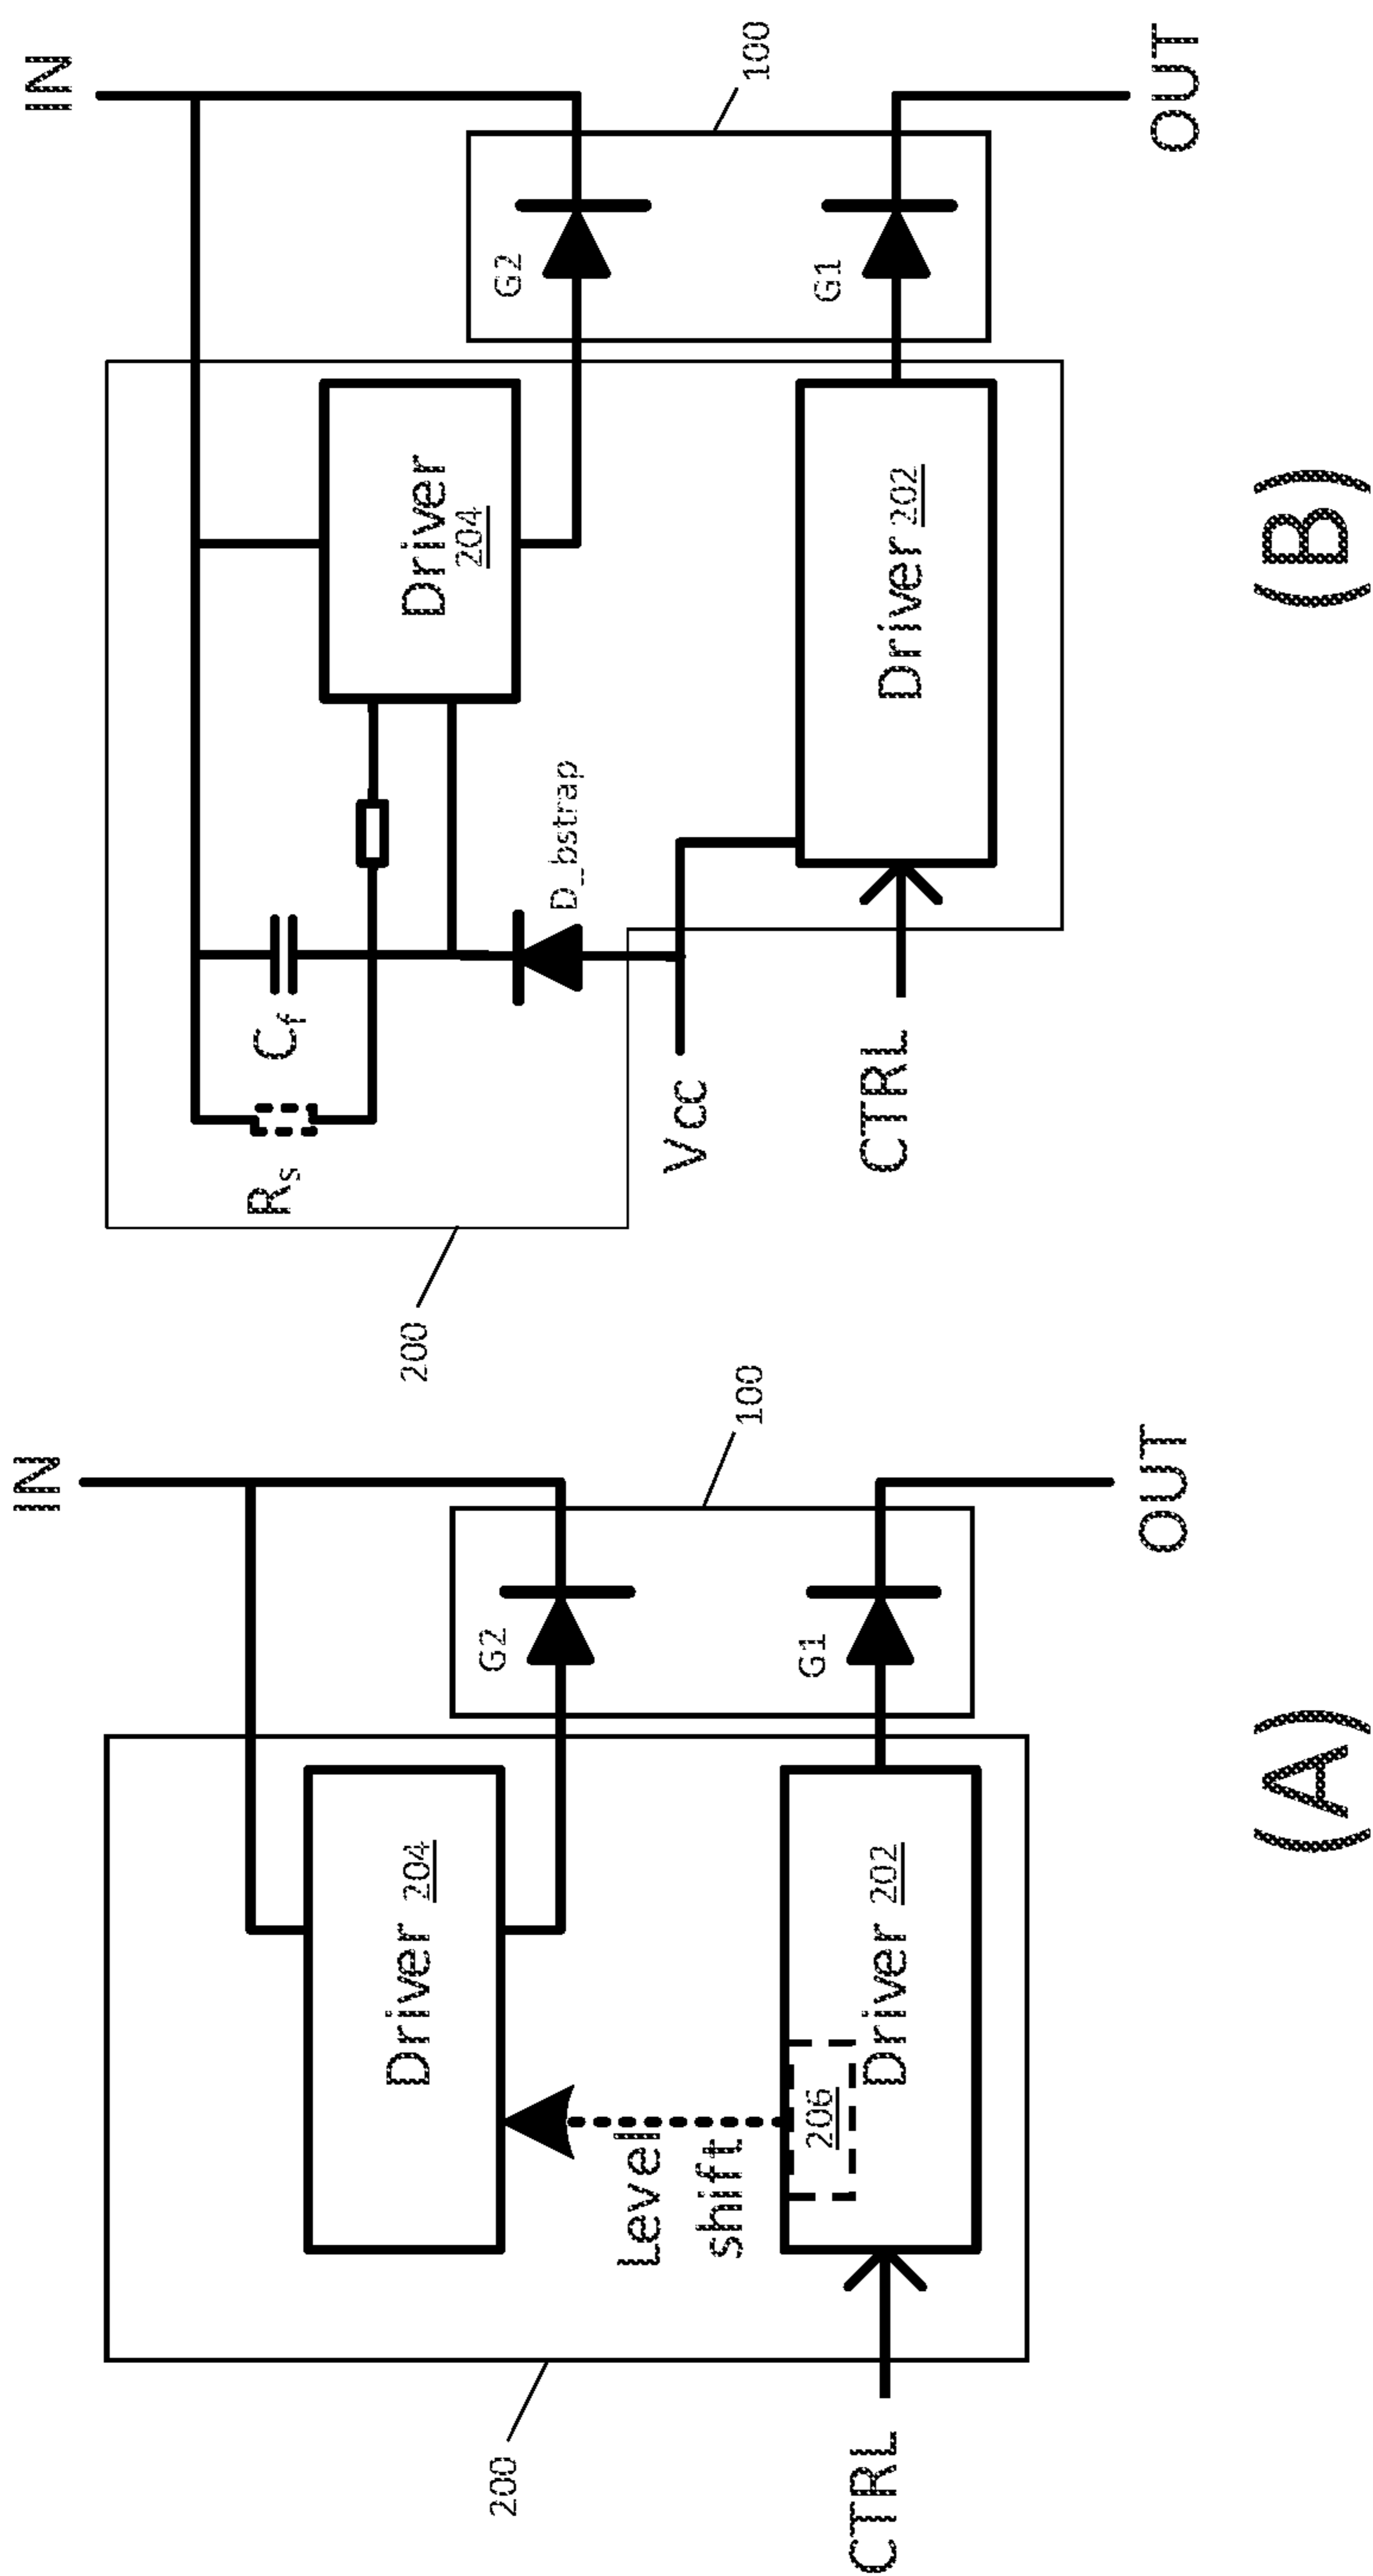 IN
200
Driver 204
G2
100
Level
shift
206
CTRL
Driver 202
G1
OUT
(A)
IN
200
Rs
Cf
Driver
204
G2
100
D_bstrap
Vcc
CTRL
Driver 202
G1
OUT
(B)